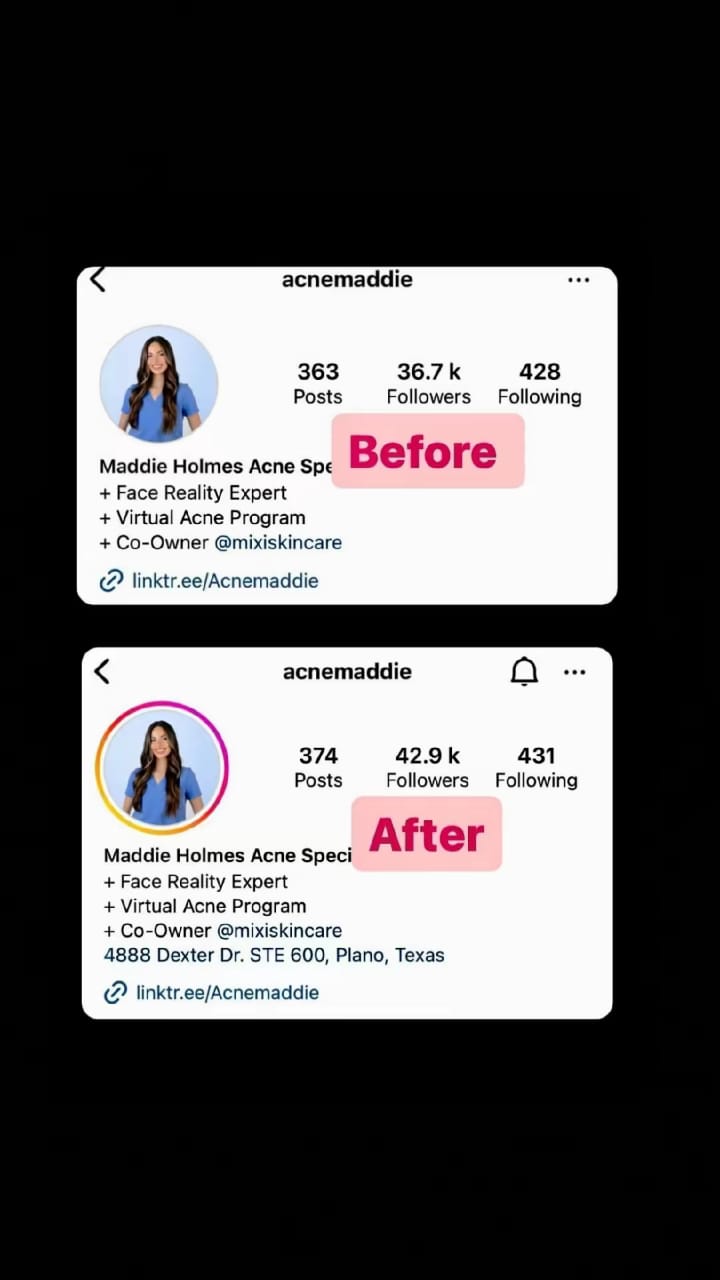 acnemaddie
363 36.7 k 428
Posts Followers Following
Before
Maddie Holmes Acne
+ Face Reality Expert
+ Virtual Acne Program
+ Co-Owner @mixiskincare
linktr.ee/Acnemaddie
acnemaddie
374 42.9 k 431
Posts Followers Following
After
Maddie Holmes Acne Speci
+ Face Reality Expert
+ Virtual Acne Program
+ Co-Owner @mixiskincare
4888 Dexter Dr. STE 600, Plano, Texas
linktr.ee/Acnemaddie